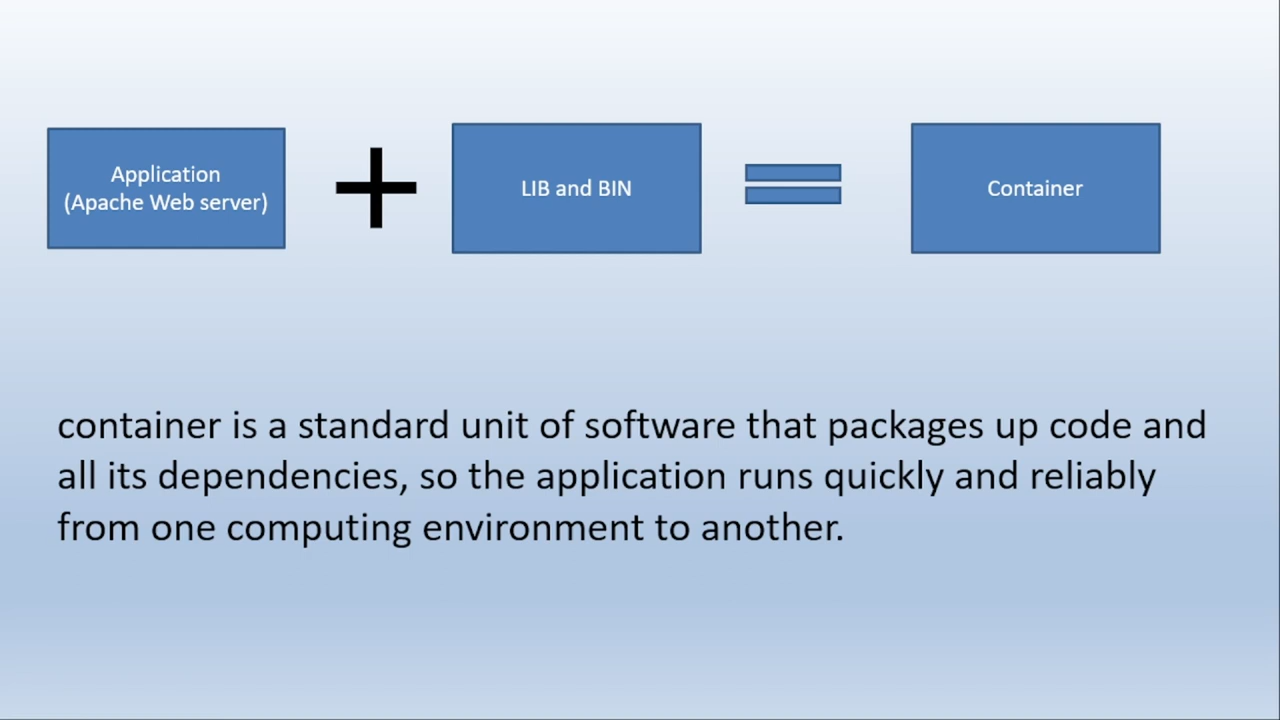 Application
(Apache Web server)
LIB and BIN
Container
container is a standard unit of software that packages up code and
all its dependencies, so the application runs quickly and reliably
from one computing environment to another.